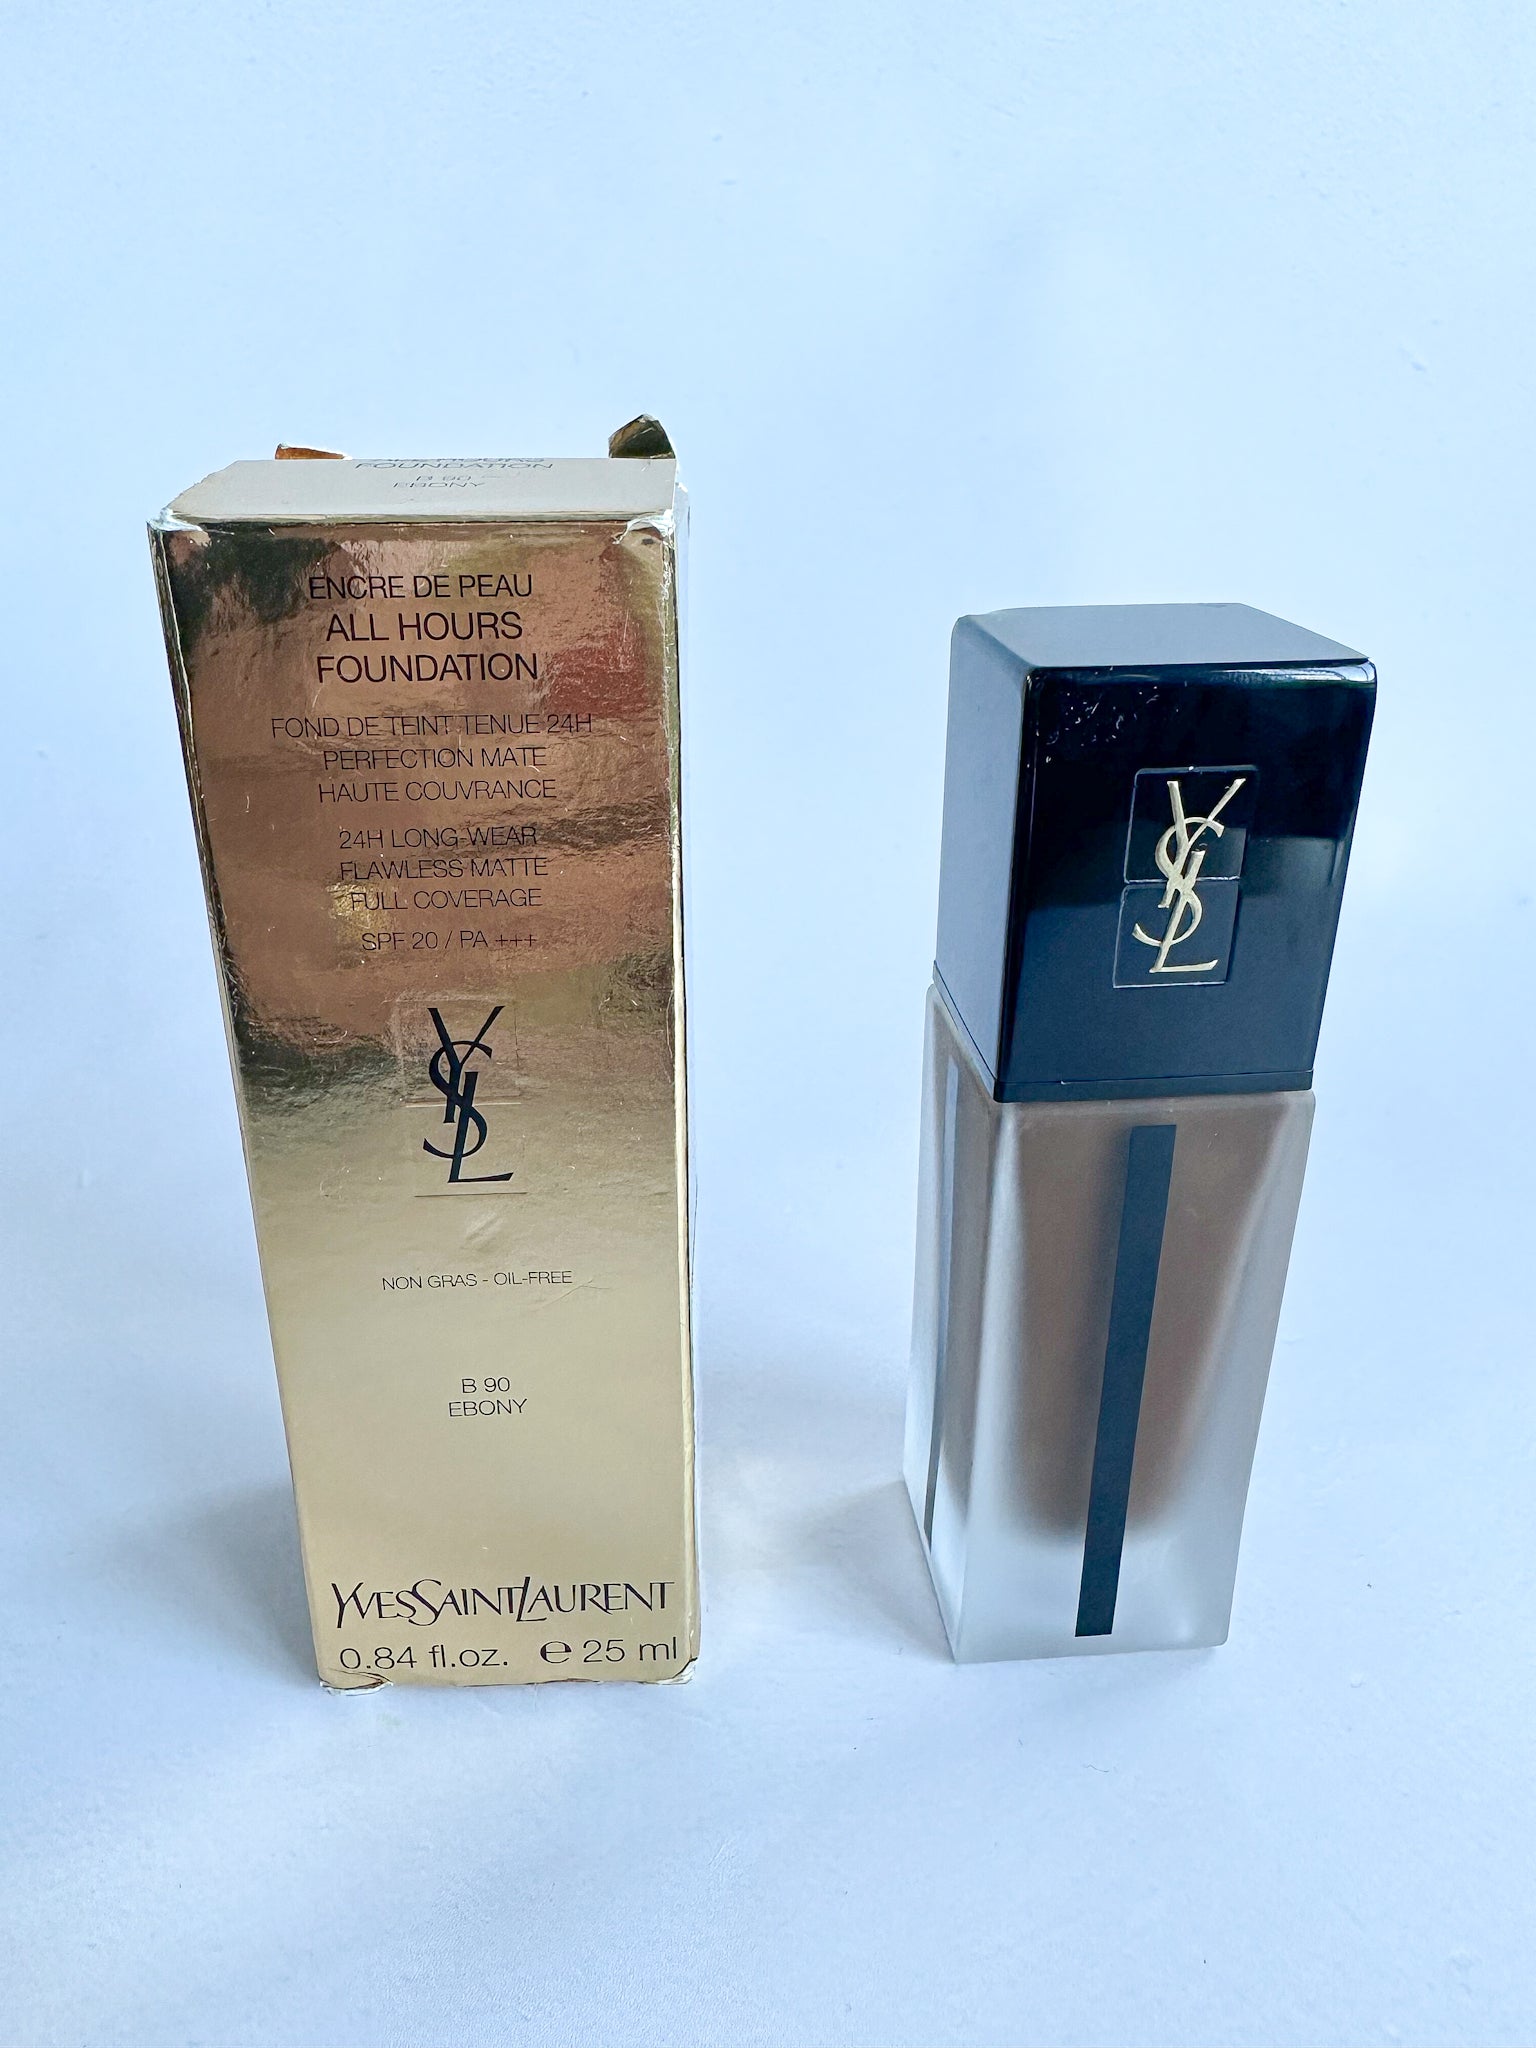 FOUNDATION
B 90
EBONY
ENCRE DE PEAU
ALL HOURS
FOUNDATION
FOND DE TEINT TENUE 24H
PERFECTION MATE
HAUTE COUVRANCE
24H LONG-WEAR
FLAWLESS MATTE
FULL COVERAGE
SPF 20 / PA +++
YSL
NON GRAS - OIL-FREE
B 90
EBONY
YVESSAINTLAURENT
0.84 fl.oz. ℮ 25 ml
YSL